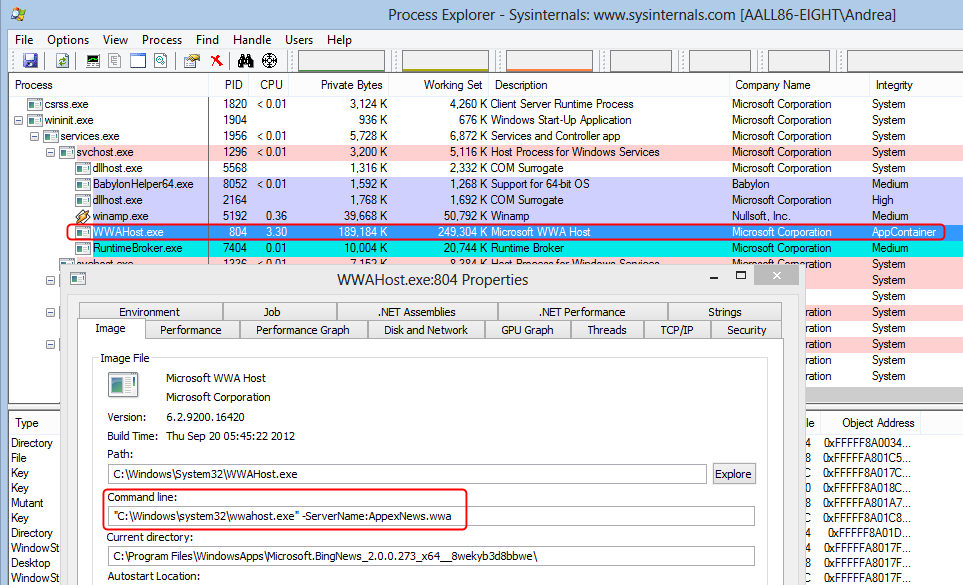 Process Explorer - Sysinternals: www.sysinternals.com [AALL86-EIGHT\Andrea]
File Options View Process Find Handle Users Help
Process PID CPU Private Bytes Working Set Description Company Name Integrity
csrss.exe 1820 < 0.01 3,124 K 4,260 K Client Server Runtime Process Microsoft Corporation System
wininit.exe 1904 936 K 676 K Windows Start-Up Application Microsoft Corporation System
services.exe 1956 < 0.01 5,728 K 6,872 K Services and Controller app Microsoft Corporation System
svchost.exe 1296 < 0.01 3,200 K 5,116 K Host Process for Windows Services Microsoft Corporation System
dllhost.exe 5568 1,316 K 2,332 K COM Surrogate Microsoft Corporation System
BabylonHelper64.exe 8052 < 0.01 1,592 K 1,268 K Support for 64-bit OS Babylon Medium
dllhost.exe 2164 1,768 K 1,692 K COM Surrogate Microsoft Corporation High
winamp.exe 5192 0.36 39,668 K 50,792 K Winamp Nullsoft, Inc. Medium
WWAHost.exe 804 3.30 189,184 K 249,304 K Microsoft WWA Host Microsoft Corporation AppContainer
RuntimeBroker.exe 7404 0.01 10,004 K 20,744 K Runtime Broker Microsoft Corporation Medium
svchost.exe 1336 < 0.01 7,152 K 8,384 K Host Process for Windows Services Microsoft Corporation System
WWAHost.exe:804 Properties
System
System
oration System
oration System
oration System
oration System
oration System
Environment Job .NET Assemblies .NET Performance Strings
Image Performance Performance Graph Disk and Network GPU Graph Threads TCP/IP Security
Image File
Microsoft WWA Host
Microsoft Corporation
Version: 6.2.9200.16420
Build Time: Thu Sep 20 05:45:22 2012
Path:
C:\Windows\System32\WWAHost.exe Explore
Command line:
"C:\Windows\system32\wwahost.exe" -ServerName:AppexNews.wwa
Current directory:
C:\Program Files\WindowsApps\Microsoft.BingNews_2.0.0.273_x64__8wekyb3d8bbwe\
Autostart Location:
Type le Object Address
Directory 4 0xFFFFF8A0034...
File 8 0xFFFFFA801C5...
Key 0xFFFFF8A017C...
Key 0 0xFFFFF8A018C...
Mutant 8 0xFFFFFA801A7...
Key 0xFFFFF8A01C8...
Directory 0xFFFFF8A01D...
WindowSt 4 0xFFFFFA8017F...
Desktop 0xFFFFFA8017F...
WindowSt 0xFFFFFA8017F...